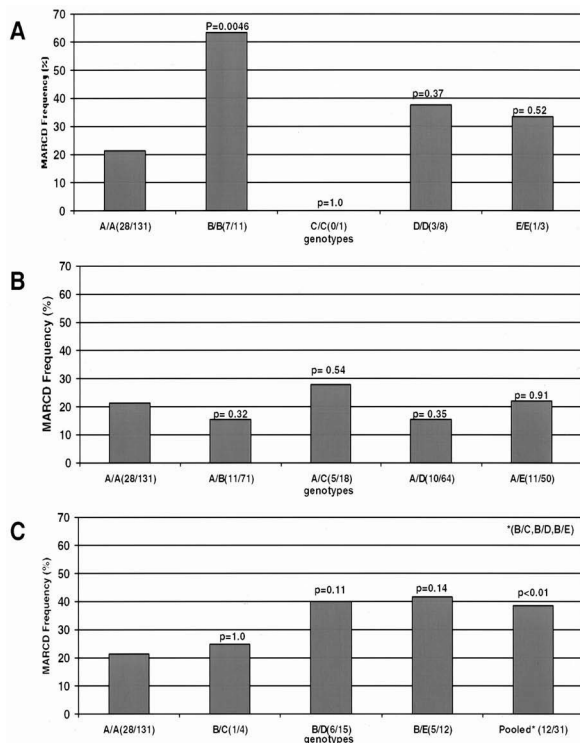 A
MARCD Frequency (%)
70
60
50
40
30
20
10
0
P=0.0046
p=1.0
p=0.37
p= 0.52
A/A(28/131) B/B(7/11) C/C(0/1) D/D(3/8) E/E(1/3)
genotypes
B
MARCD Frequency (%)
70
60
50
40
30
20
10
0
p= 0.32
p= 0.54
p= 0.35
p= 0.91
A/A(28/131) A/B(11/71) A/C(5/18) A/D(10/64) A/E(11/50)
genotypes
C
MARCD Frequency (%)
70
60
50
40
30
20
10
0
*(B/C,B/D,B/E)
p=1.0
p=0.11
p=0.14
p<0.01
A/A(28/131) B/C(1/4) B/D(6/15) B/E(5/12) Pooled* (12/31)
genotypes